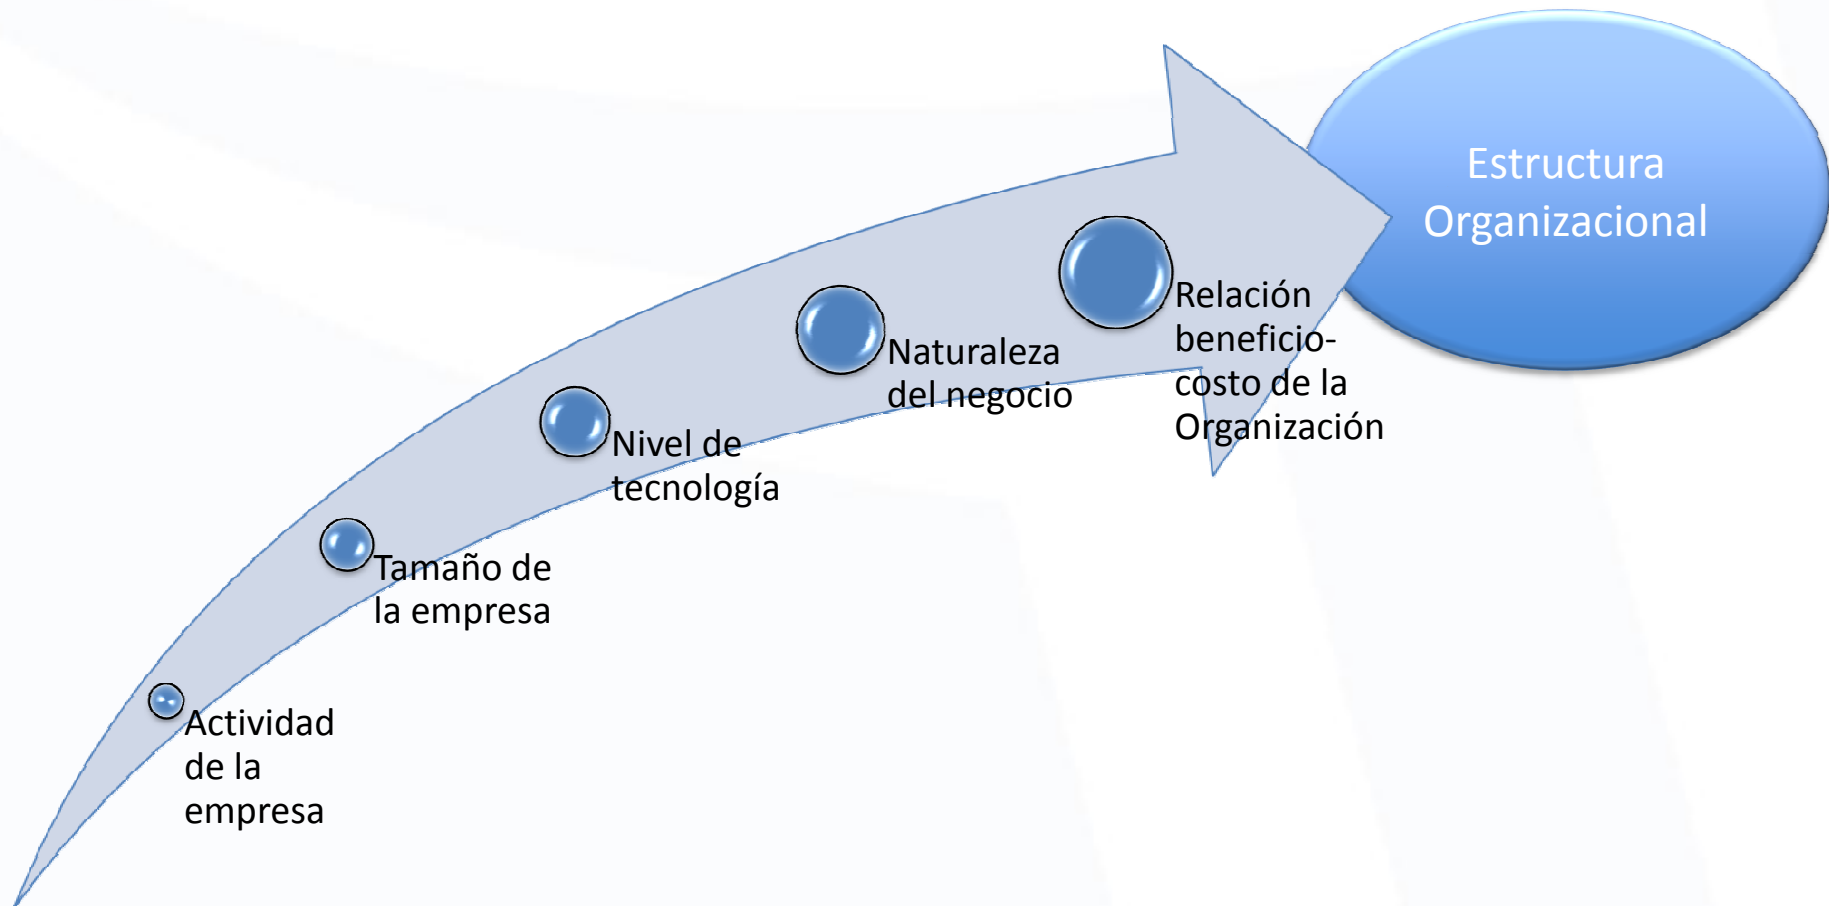 Estructura
Organizacional
Relación
beneficio-
costo de la
Organización
Naturaleza
del negocio
Nivel de
tecnología
Tamaño de
la empresa
Actividad
de la
empresa